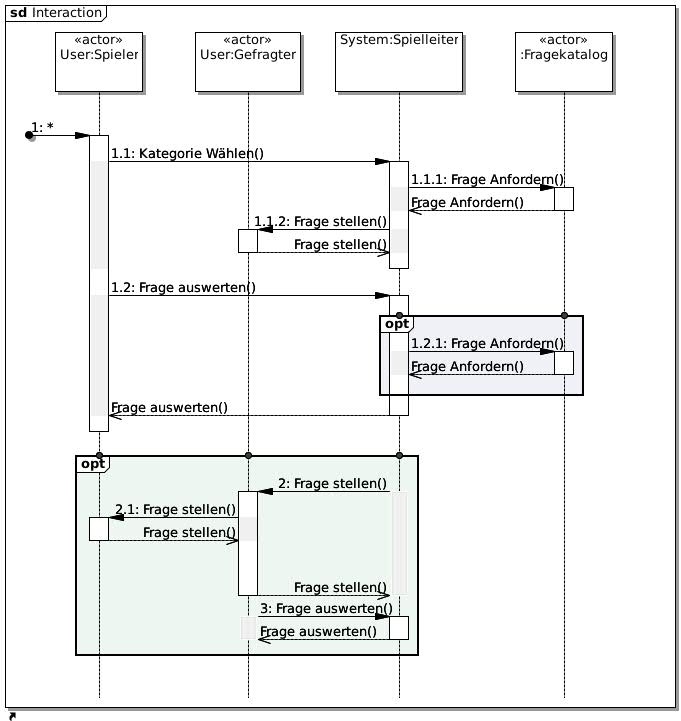 sd Interaction
«actor»
User:Spieler
«actor»
User:Gefragter
System:Spielleiter
«actor»
:Fragekatalog
1: *
1.1: Kategorie Wählen()
1.1.1: Frage Anfordern()
Frage Anfordern()
1.1.2: Frage stellen()
Frage stellen()
1.2: Frage auswerten()
opt
1.2.1: Frage Anfordern()
Frage Anfordern()
Frage auswerten()
opt
2: Frage stellen()
2.1: Frage stellen()
Frage stellen()
Frage stellen()
3: Frage auswerten()
Frage auswerten()